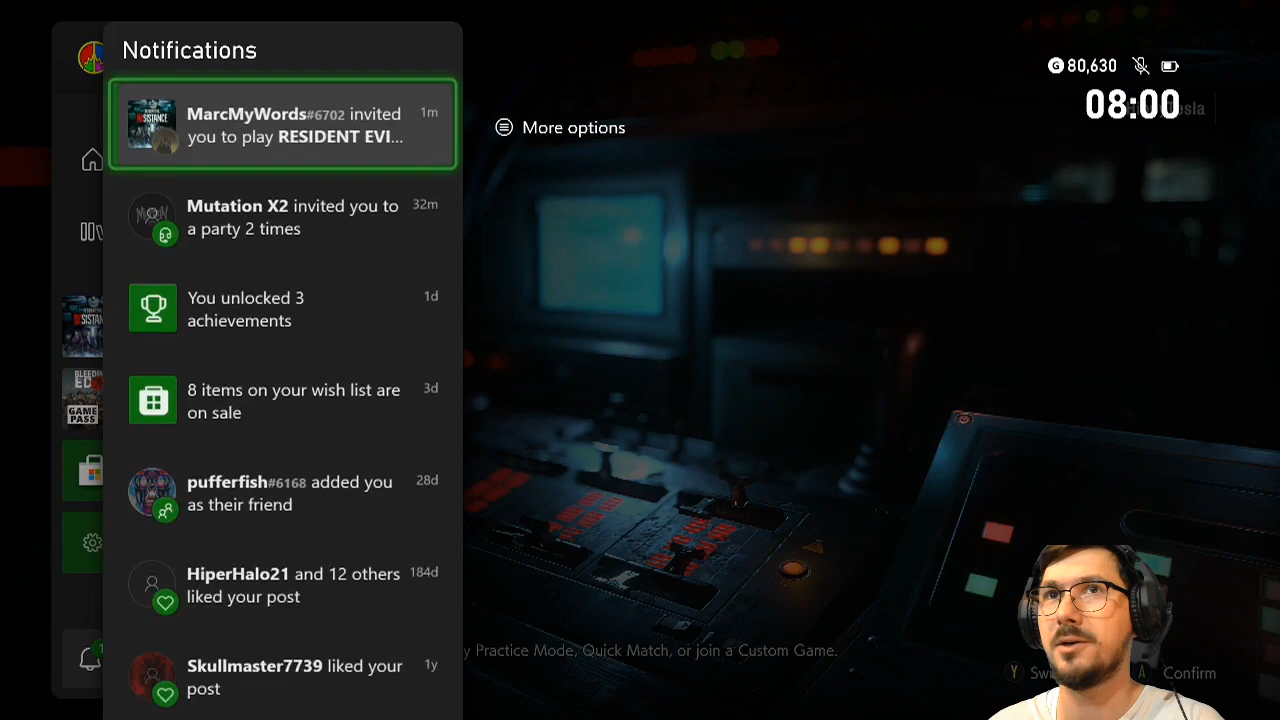 Notifications
MarcMyWords#6702 invited 1m
you to play RESIDENT EVI...
Mutation X2 invited you to 32m
a party 2 times
You unlocked 3 1d
achievements
8 items on your wish list are 3d
on sale
pufferfish#6168 added you 28d
as their friend
HiperHalo21 and 12 others 184d
liked your post
Skullmaster7739 liked your 1y
post
More options
G 80,630
08:00
BLEEDING
GAME
PASS
Practice Mode, Quick Match, or join a Custom Game.
Y
A Confirm